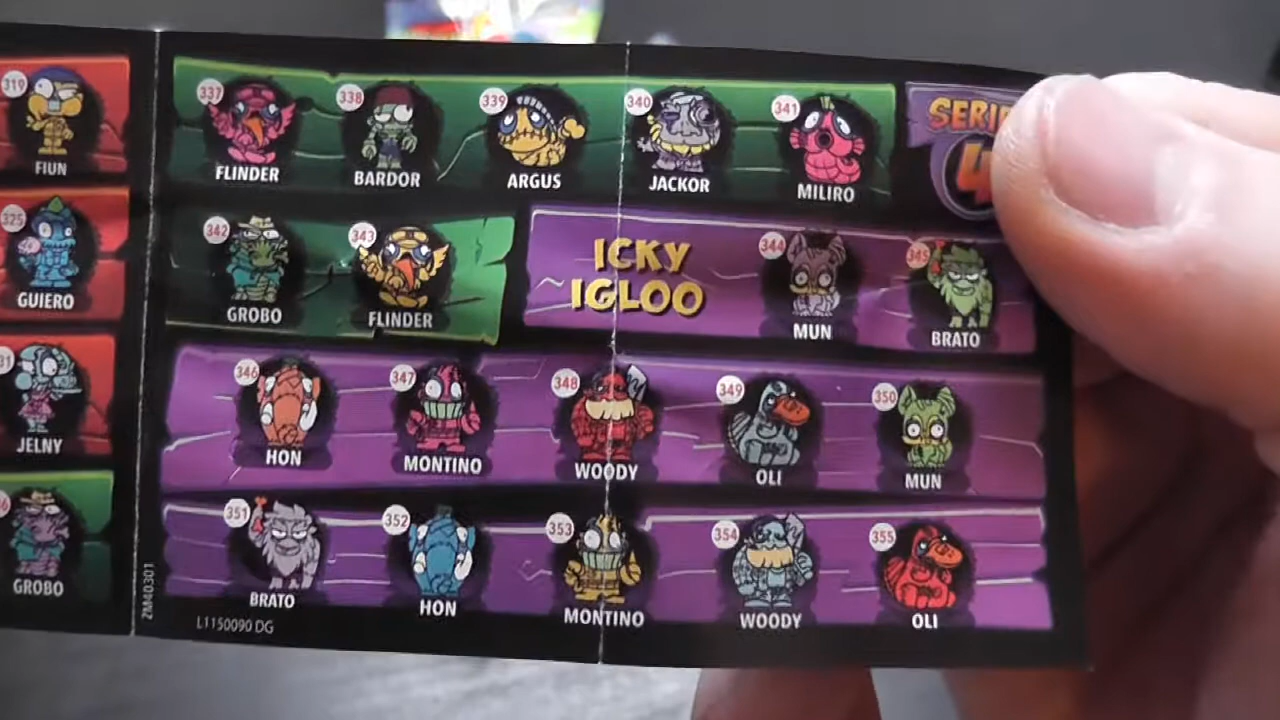 319
FIUN
325
GUIERO
31
JELNY
GROBO
337
FLINDER
338
BARDOR
339
ARGUS
340
JACKOR
341
MILIRO
342
GROBO
343
FLINDER
ICKY
IGLOO
344
MUN
345
BRATO
346
HON
347
MONTINO
348
WOODY
349
OLI
350
MUN
351
BRATO
352
HON
353
MONTINO
354
WOODY
355
OLI
ZM40301
L1150090 DG